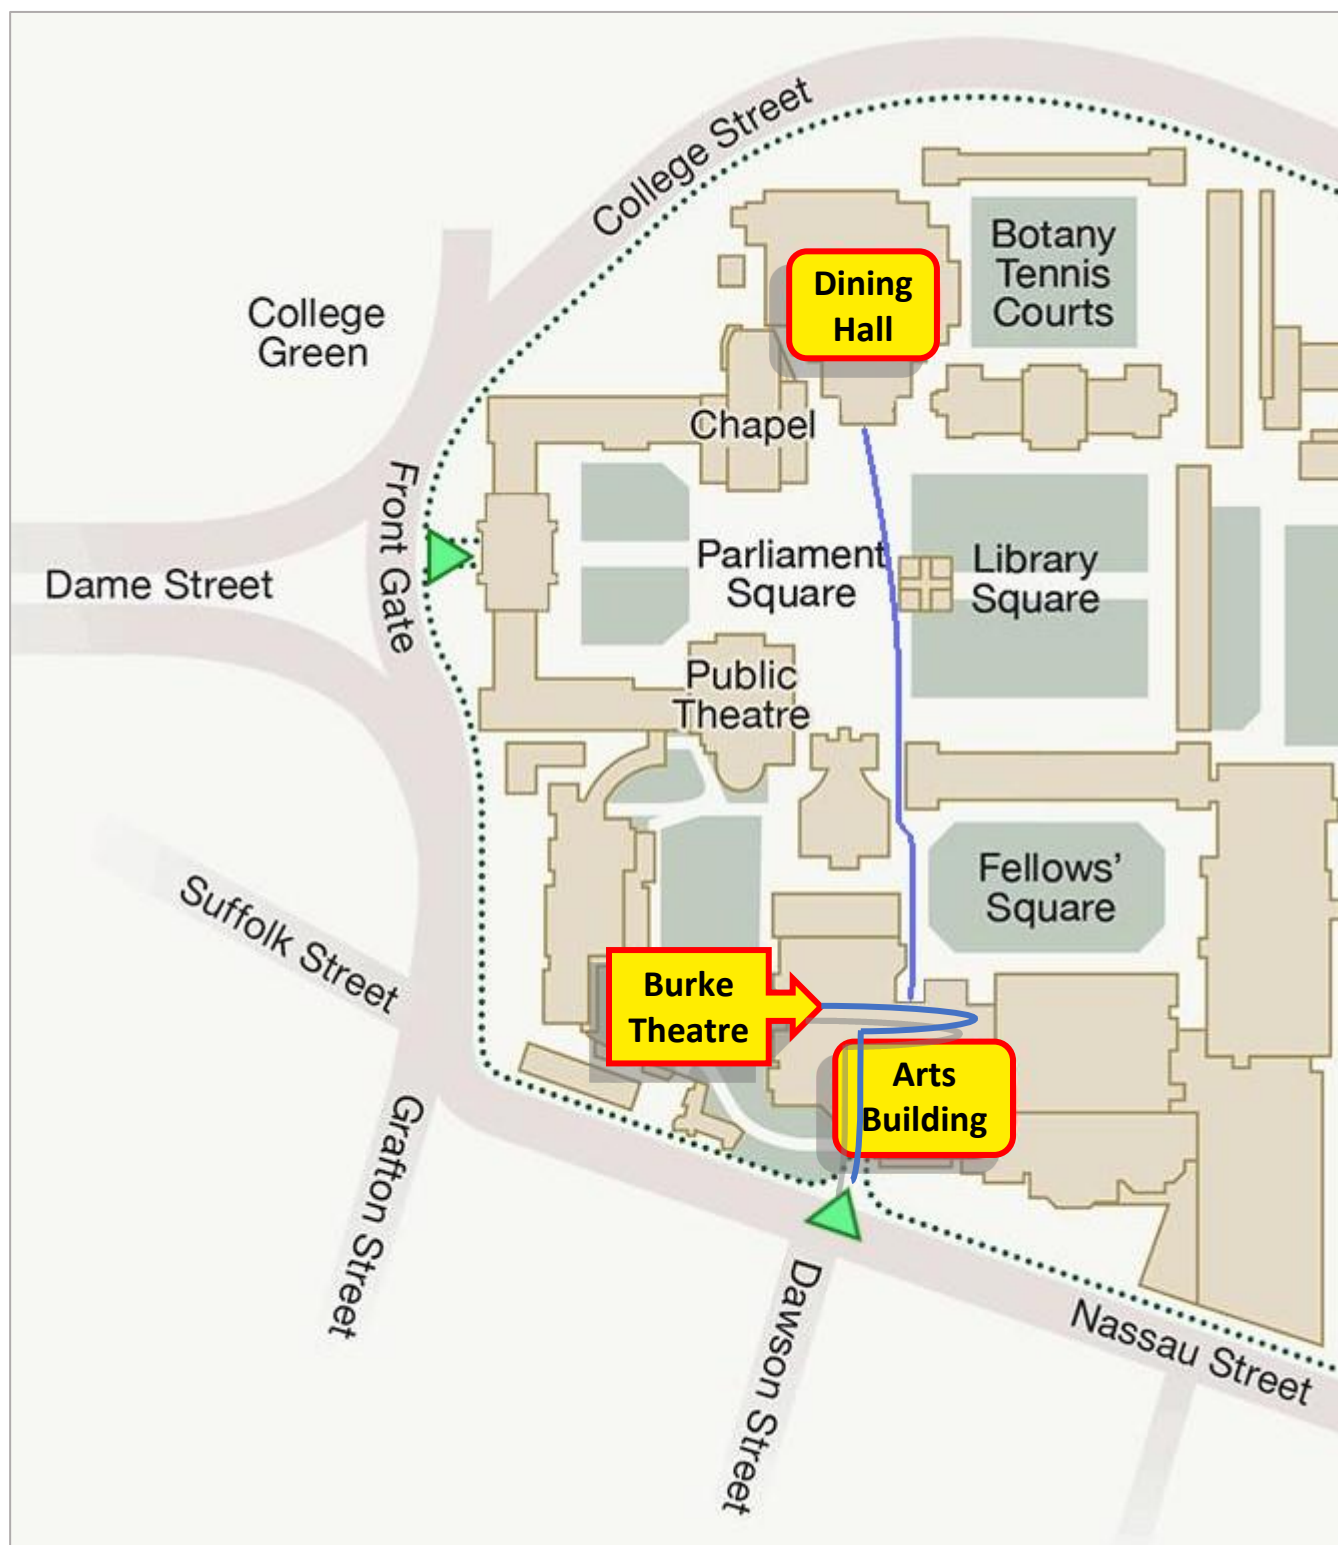 College Street
Botany
Tennis
Courts
Dining
Hall
College
Green
Chapel
Front Gate
Parliament
Square
Library
Square
Dame Street
Public
Theatre
Fellows’
Square
Suffolk Street
Burke
Theatre
Arts
Building
Grafton Street
Dawson Street
Nassau Street